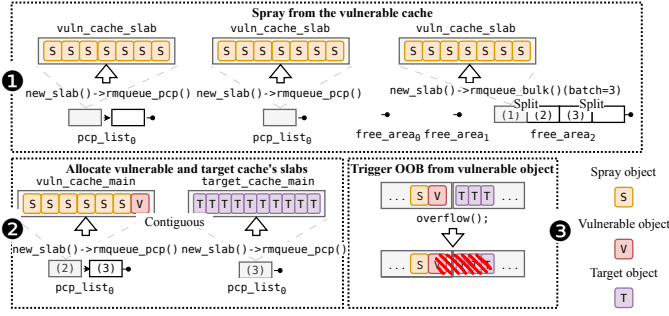 Spray from the vulnerable cache
vuln_cache_slab vuln_cache_slab vuln_cache_slab
S S S S S S S S S S S S S S S S S S S S S
new_slab()->rmqueue_pcp() new_slab()->rmqueue_pcp() new_slab()->rmqueue_bulk()(batch=3)
1
Split Split
(1) (2) (3)
pcp_list0 pcp_list0 free_area0 free_area1 free_area2
Allocate vulnerable and target cache's slabs
vuln_cache_main target_cache_main
S S S S S S V T T T T T T T T T T
Contiguous
2
new_slab()->rmqueue_pcp() new_slab()->rmqueue_pcp()
(2) (3) (3)
pcp_list0 pcp_list0
Trigger OOB from vulnerable object
... S V T T T ...
overflow();
3
... S T ...
Spray object
S
Vulnerable object
V
Target object
T